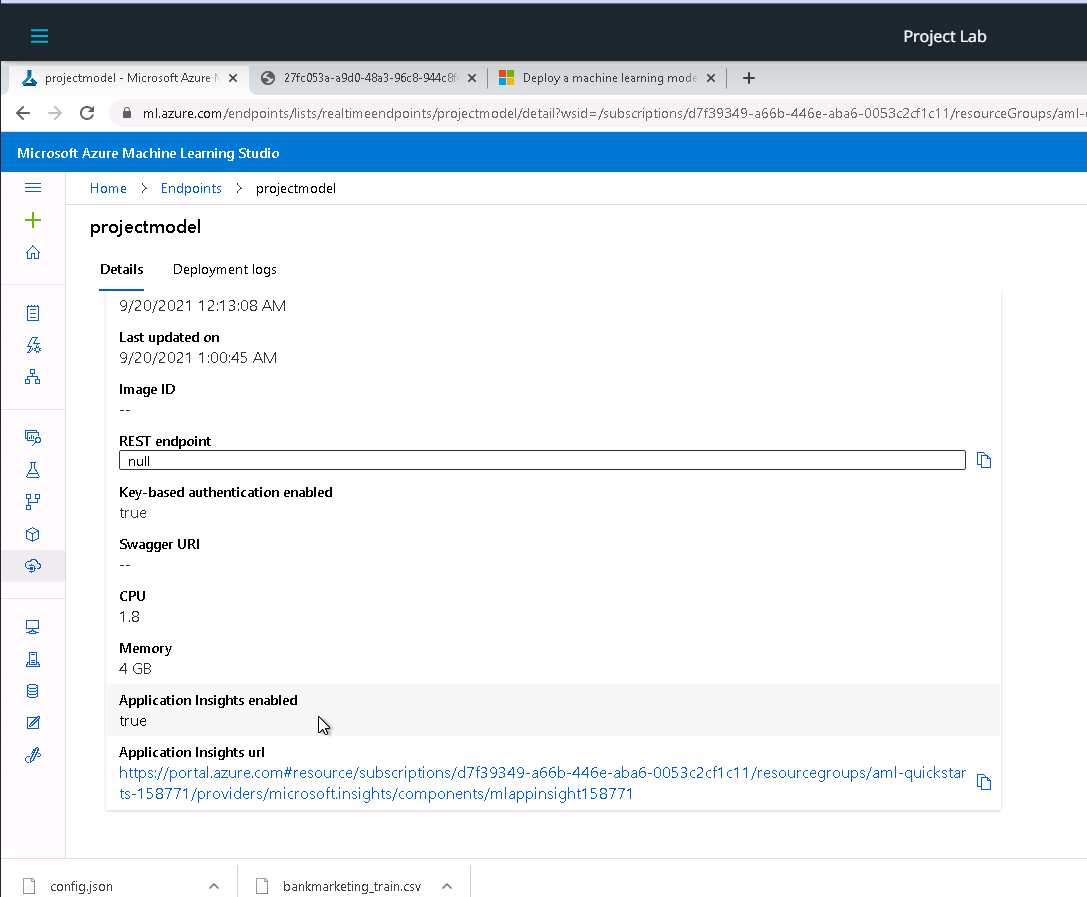 Project Lab
projectmodel - Microsoft Azure M
27fc053a-a9d0-48a3-96c8-944c8f
Deploy a machine learning mode
ml.azure.com/endpoints/lists/realtimeendpoints/projectmodel/detail?wsid=/subscriptions/d7f39349-a66b-446e-aba6-0053c2cf1c11/resourceGroups/aml-
Microsoft Azure Machine Learning Studio
Home > Endpoints > projectmodel
projectmodel
Details Deployment logs
9/20/2021 12:13:08 AM
Last updated on
9/20/2021 1:00:45 AM
Image ID
--
REST endpoint
null
Key-based authentication enabled
true
Swagger URI
--
CPU
1.8
Memory
4 GB
Application Insights enabled
true
Application Insights url
https://portal.azure.com#resource/subscriptions/d7f39349-a66b-446e-aba6-0053c2cf1c11/resourcegroups/aml-quickstar
ts-158771/providers/microsoft.insights/components/mlappinsight158771
config.json
bankmarketing_train.csv